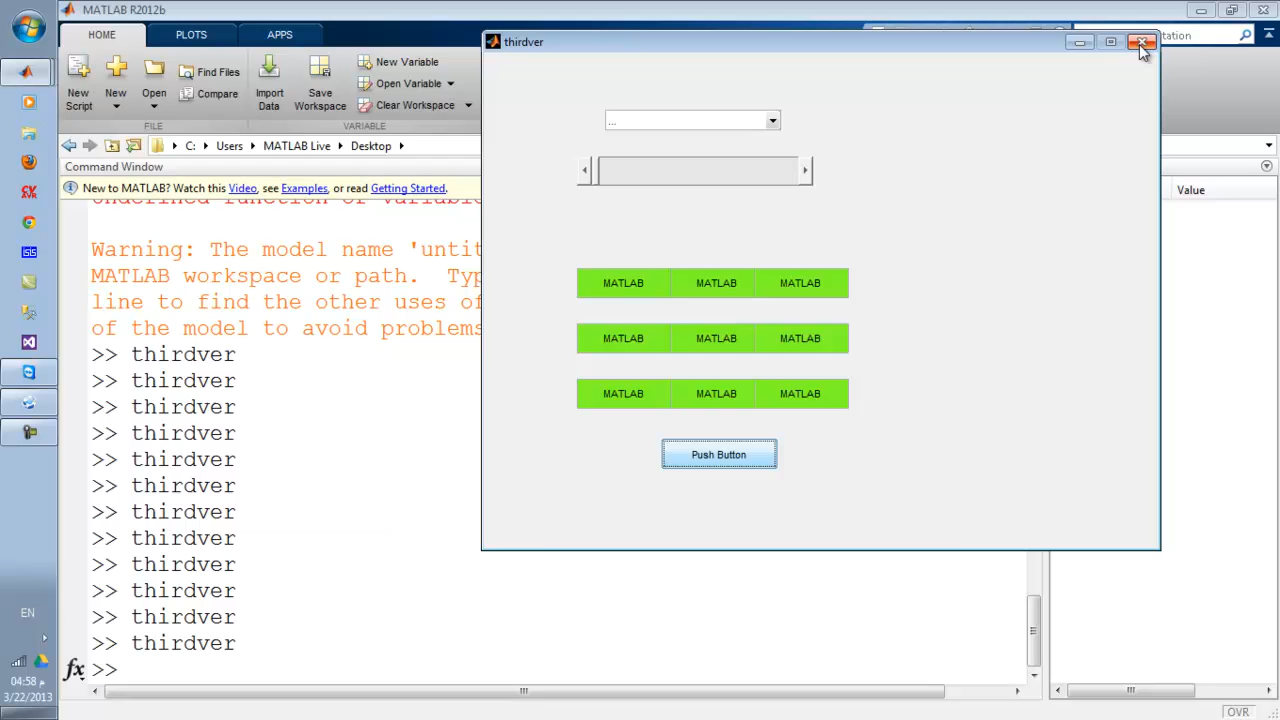 MATLAB R2012b
HOME
PLOTS
APPS
New Script
New
Open
Find Files
Compare
Import Data
Save Workspace
New Variable
Open Variable
Clear Workspace
FILE
VARIABLE
C:
Users
MATLAB Live
Desktop
Command Window
New to MATLAB? Watch this Video, see Examples, or read Getting Started.
Warning: The model name 'untit
MATLAB workspace or path. Typ
line to find the other uses of
of the model to avoid problems
>> thirdver
>> thirdver
>> thirdver
>> thirdver
>> thirdver
>> thirdver
>> thirdver
>> thirdver
>> thirdver
>> thirdver
>> thirdver
>> thirdver
fx >>
thirdver
...
MATLAB MATLAB MATLAB
MATLAB MATLAB MATLAB
MATLAB MATLAB MATLAB
Push Button
Value
EN
04:58 م
3/22/2013
OVR